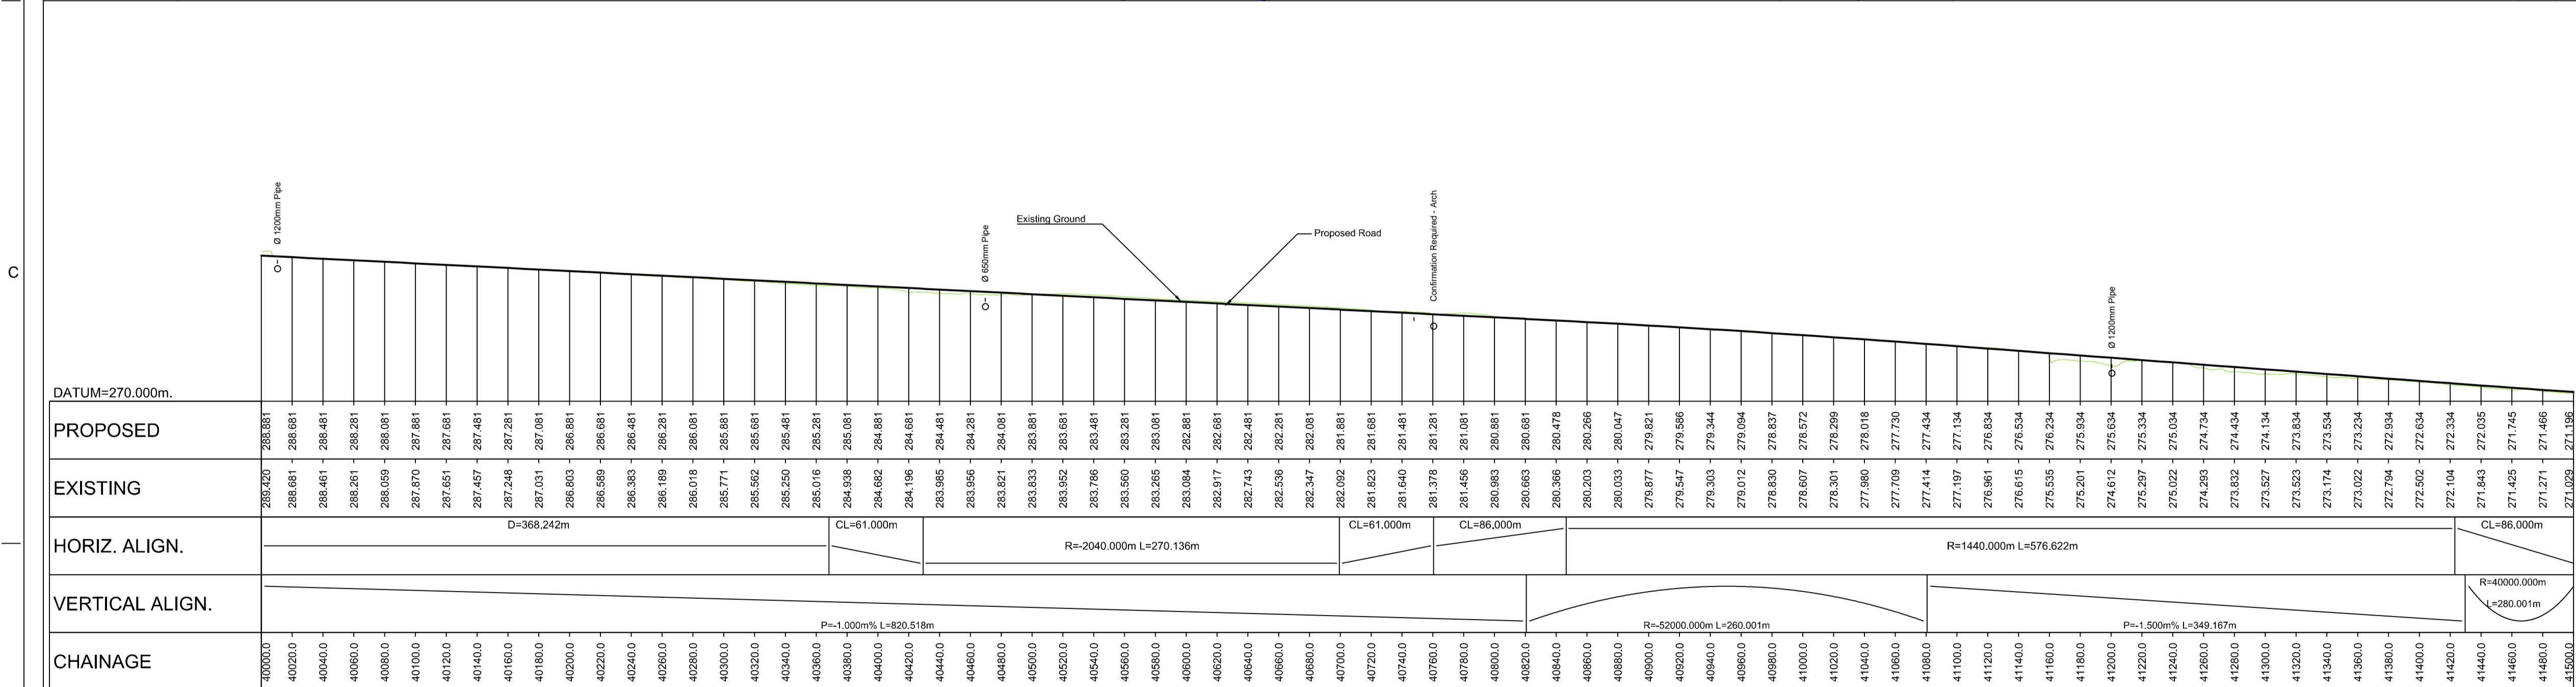 C
Ø 1200mm Pipe
Ø 650mm Pipe
Existing Ground
Proposed Road
Confirmation Required - Arch
Ø 1200mm Pipe
DATUM=270.000m.
PROPOSED 288.881 288.681 288.481 288.281 288.081 287.881 287.681 287.481 287.281 287.081 286.881 286.681 286.481 286.281 286.081 285.881 285.681 285.481 285.281 285.081 284.881 284.681 284.481 284.281 284.081 283.881 283.681 283.481 283.281 283.081 282.881 282.681 282.481 282.281 282.081 281.881 281.681 281.481 281.281 281.081 280.881 280.681 280.478 280.266 280.047 279.821 279.586 279.344 279.094 278.837 278.572 278.299 278.018 277.730 277.434 277.134 276.834 276.534 276.234 275.934 275.634 275.334 275.034 274.734 274.434 274.134 273.834 273.534 273.234 272.934 272.634 272.334 272.035 271.745 271.466 271.196
EXISTING 289.420 288.681 288.461 288.261 288.059 287.870 287.651 287.457 287.248 287.031 286.803 286.589 286.383 286.189 286.018 285.771 285.562 285.250 285.016 284.938 284.682 284.196 283.985 283.956 283.821 283.833 283.952 283.786 283.560 283.265 283.084 282.917 282.743 282.536 282.347 282.092 281.823 281.640 281.378 281.456 280.983 280.663 280.366 280.203 280.033 279.877 279.547 279.303 279.012 278.830 278.607 278.301 277.980 277.709 277.414 277.197 276.961 276.615 275.535 275.201 274.612 275.297 275.022 274.293 273.832 273.527 273.523 273.174 273.022 272.794 272.502 272.104 271.843 271.425 271.271 271.029
HORIZ. ALIGN. D=368.242m CL=61,000m R=-2040.000m L=270.136m CL=61,000m CL=86,000m R=1440.000m L=576.622m CL=86,000m
VERTICAL ALIGN. P=-1.000m% L=820.518m R=-52000.000m L=260.001m P=-1.500m% L=349.167m R=40000.000m
L=280.001m
CHAINAGE 40000.0 40020.0 40040.0 40060.0 40080.0 40100.0 40120.0 40140.0 40160.0 40180.0 40200.0 40220.0 40240.0 40260.0 40280.0 40300.0 40320.0 40340.0 40360.0 40380.0 40400.0 40420.0 40440.0 40460.0 40480.0 40500.0 40520.0 40540.0 40560.0 40580.0 40600.0 40620.0 40640.0 40660.0 40680.0 40700.0 40720.0 40740.0 40760.0 40780.0 40800.0 40820.0 40840.0 40860.0 40880.0 40900.0 40920.0 40940.0 40960.0 40980.0 41000.0 41020.0 41040.0 41060.0 41080.0 41100.0 41120.0 41140.0 41160.0 41180.0 41200.0 41220.0 41240.0 41260.0 41280.0 41300.0 41320.0 41340.0 41360.0 41380.0 41400.0 41420.0 41440.0 41460.0 41480.0 41500.0